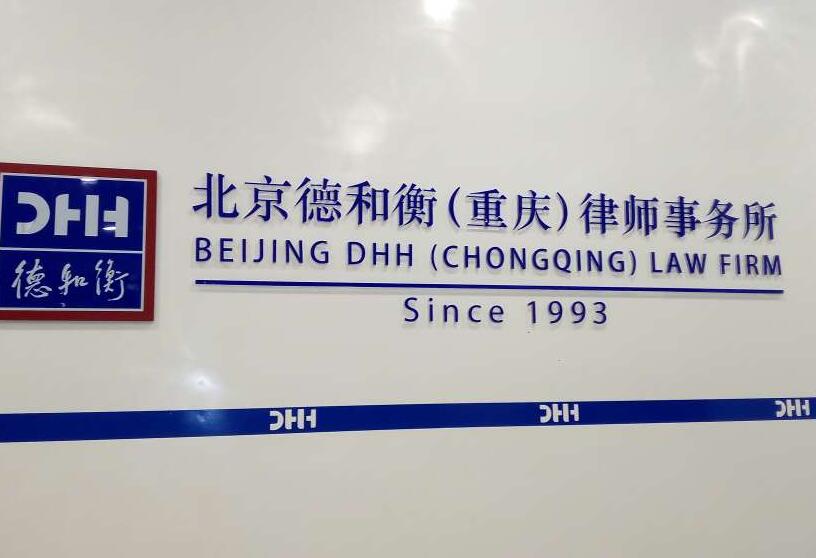 DHH
德和衡
北京德和衡(重庆)律师事务所
BEIJING DHH (CHONGQING) LAW FIRM
Since 1993
DHH DHH DHH